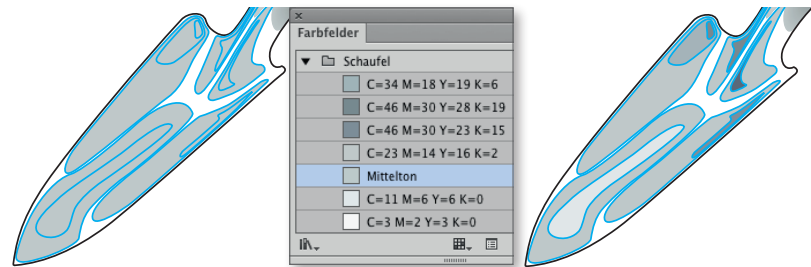 Farbfelder
Schaufel
C=34 M=18 Y=19 K=6
C=46 M=30 Y=28 K=19
C=46 M=30 Y=23 K=15
C=23 M=14 Y=16 K=2
Mittelton
C=11 M=6 Y=6 K=0
C=3 M=2 Y=3 K=0